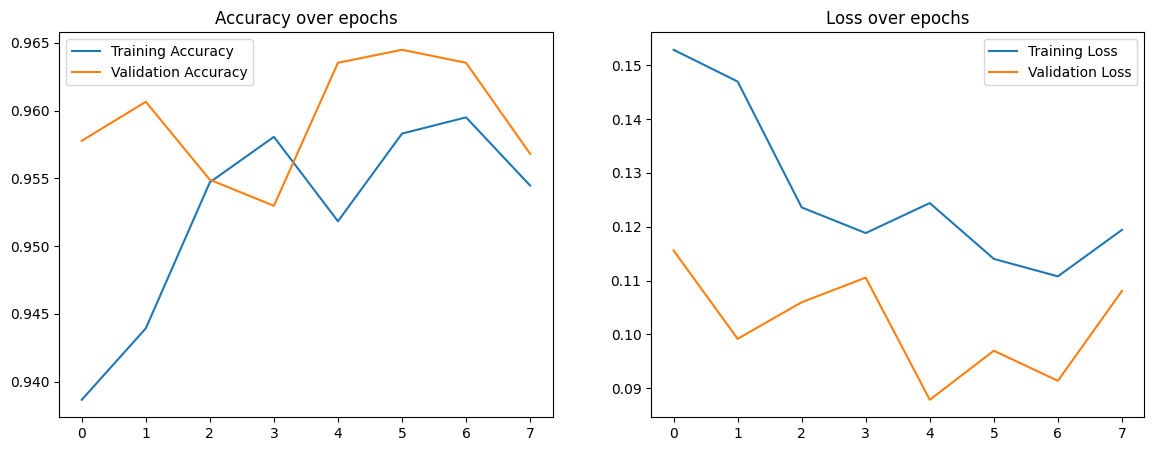 Accuracy over epochs
Training Accuracy
Validation Accuracy
0.965
0.960
0.955
0.950
0.945
0.940
0 1 2 3 4 5 6 7
Loss over epochs
Training Loss
Validation Loss
0.15
0.14
0.13
0.12
0.11
0.10
0.09
0 1 2 3 4 5 6 7